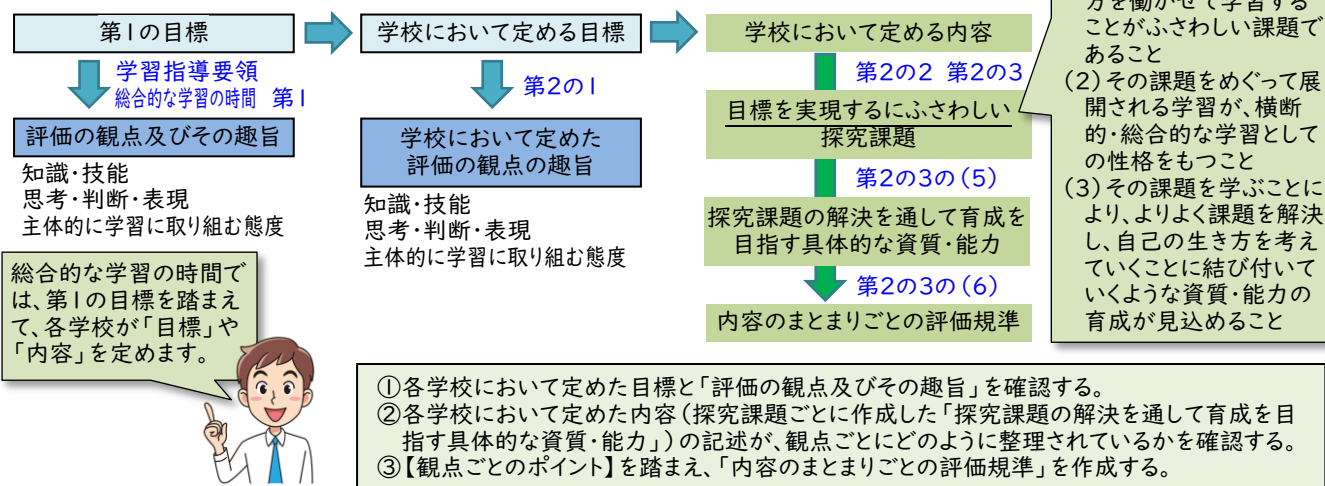 第1の目標
学習指導要領
総合的な学習の時間 第1
評価の観点及びその趣旨
知識・技能
思考・判断・表現
主体的に学習に取り組む態度
総合的な学習の時間で
は、第1の目標を踏まえ
て、各学校が「目標」や
「内容」を定めます。
学校において定める目標
第2の1
学校において定めた
評価の観点の趣旨
知識・技能
思考・判断・表現
主体的に学習に取り組む態度
学校において定める内容
第2の2 第2の3
目標を実現するにふさわしい
探究課題
第2の3の(5)
探究課題の解決を通して育成を
目指す具体的な資質・能力
第2の3の(6)
内容のまとまりごとの評価規準
方を働かせて学習する
ことがふさわしい課題で
あること
(2)その課題をめぐって展
開される学習が、横断
的・総合的な学習として
の性格をもつこと
(3)その課題を学ぶことに
より、よりよく課題を解決
し、自己の生き方を考え
ていくことに結び付いて
いくような資質・能力の
育成が見込めること
①各学校において定めた目標と「評価の観点及びその趣旨」を確認する。
②各学校において定めた内容(探究課題ごとに作成した「探究課題の解決を通して育成を目
指す具体的な資質・能力」)の記述が、観点ごとにどのように整理されているかを確認する。
③【観点ごとのポイント】を踏まえ、「内容のまとまりごとの評価規準」を作成する。